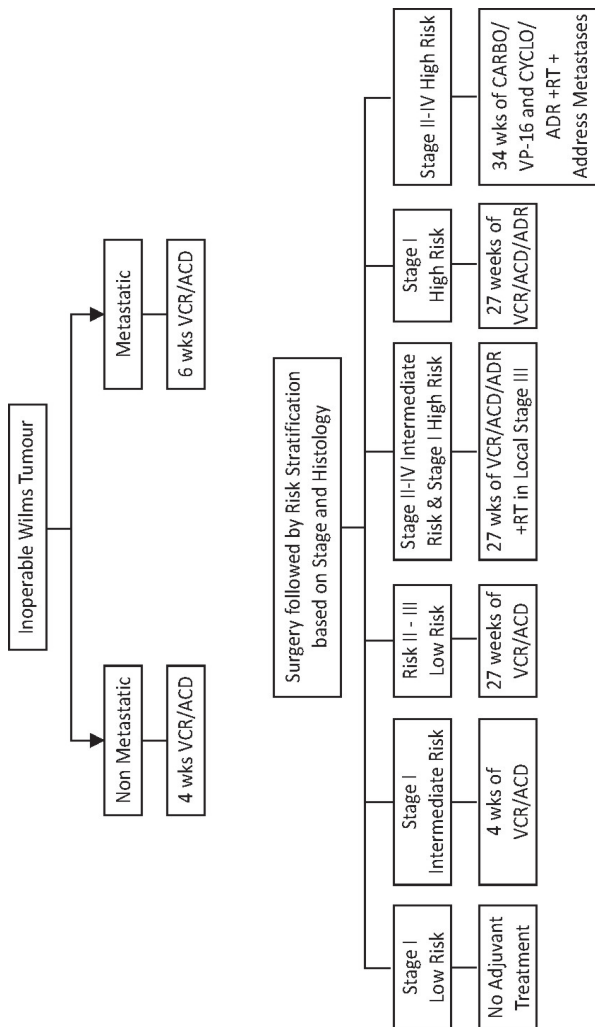 Inoperable Wilms Tumour
Non Metastatic
4 wks VCR/ACD
Metastatic
6 wks VCR/ACD
Surgery followed by Risk Stratification
based on Stage and Histology
Stage I
Low Risk
No Adjuvant
Treatment
Stage I
Intermediate Risk
4 wks of
VCR/ACD
Risk II - III
Low Risk
27 weeks of
VCR/ACD
Stage II-IV Intermediate
Risk & Stage I High Risk
27 wks of VCR/ACD/ADR
+RT in Local Stage III
Stage I
High Risk
27 weeks of
VCR/ACD/ADR
Stage II-IV High Risk
34 wks of CARBO/
VP-16 and CYCLO/
ADR +RT +
Address Metastases